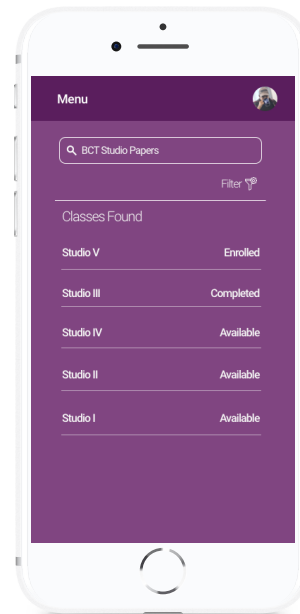 Menu
BCT Studio Papers
Filter
Classes Found
Studio V Enrolled
Studio III Completed
Studio IV Available
Studio II Available
Studio I Available